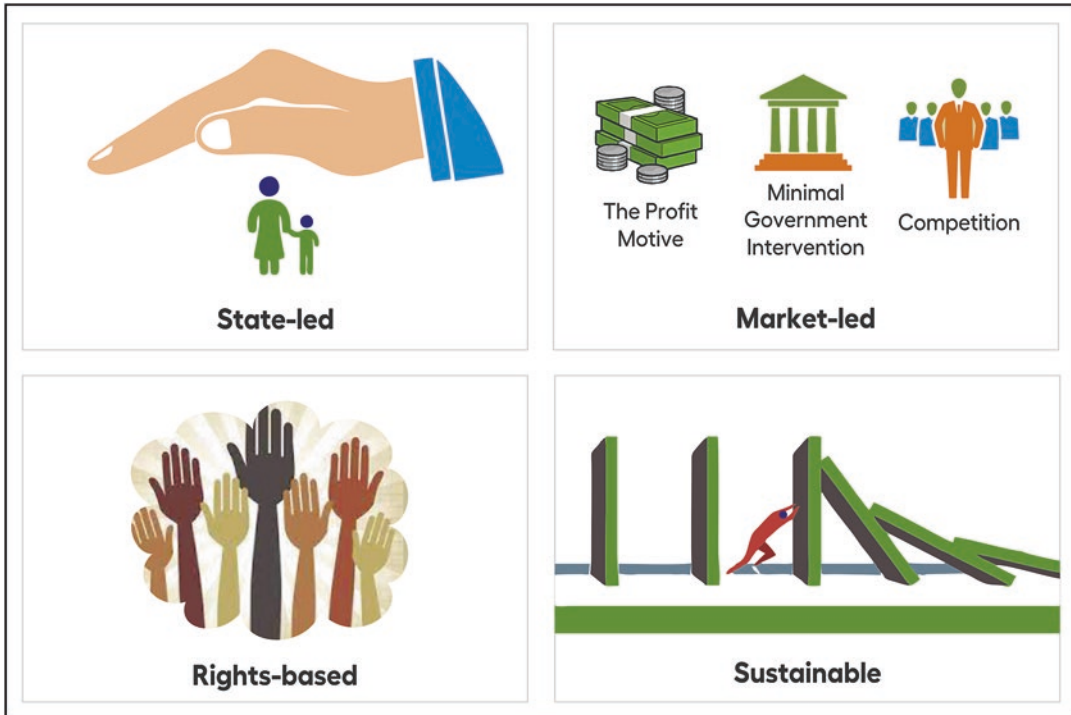 The Profit
Motive
Minimal
Government
Intervention
Competition
State-led
Market-led
Rights-based
Sustainable